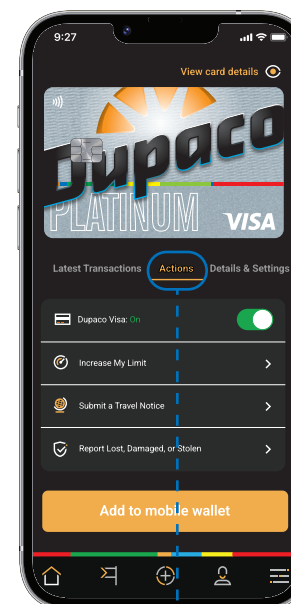 9:27
View card details
Dupaco
PLATINUM
VISA
Latest Transactions
Actions
Details & Settings
Dupaco Visa: On
Increase My Limit
Submit a Travel Notice
Report Lost, Damaged, or Stolen
Add to mobile wallet